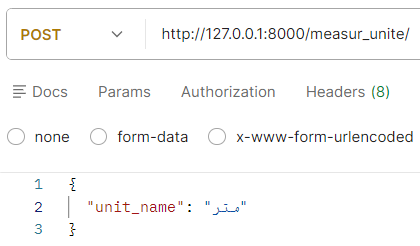 POST http://127.0.0.1:8000/measur_unite/
Docs Params Authorization Headers (8)
none form-data x-www-form-urlencoded
1 {
2 "unit_name": "متر"
3 }